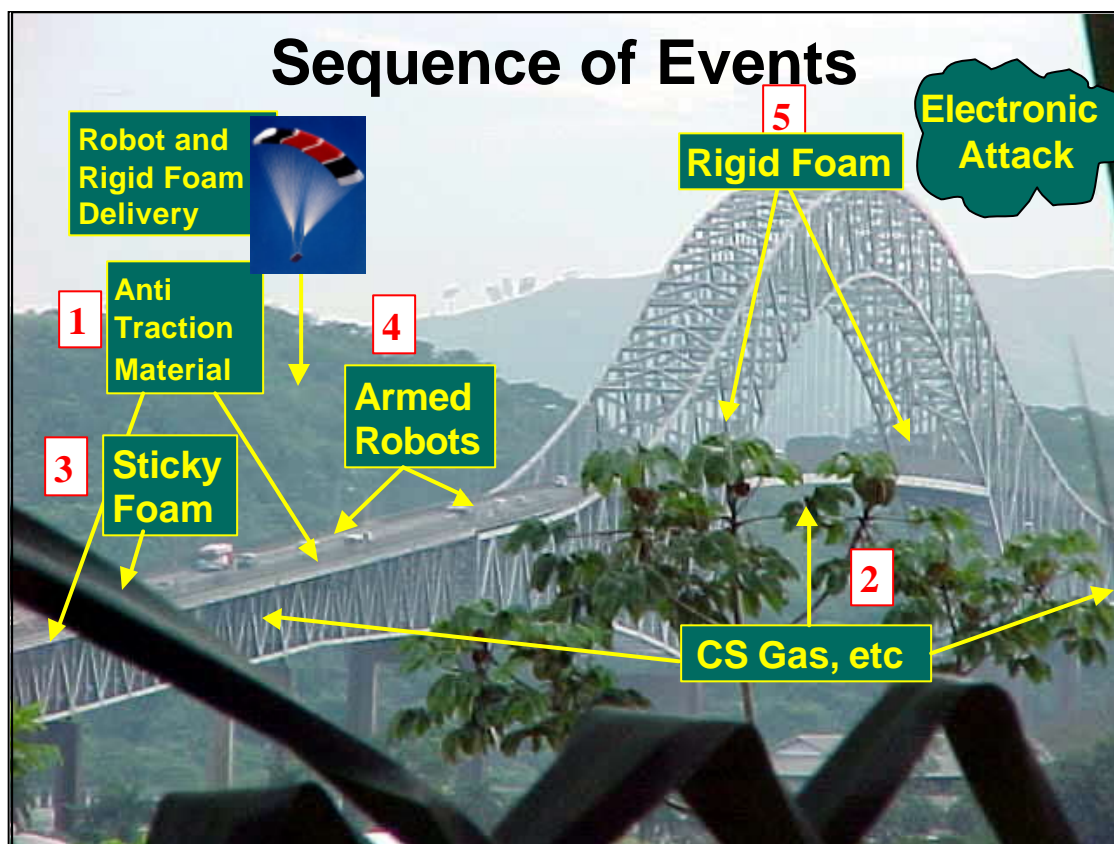 Sequence of Events
Robot and
Rigid Foam
Delivery
5
Rigid Foam
Electronic
Attack
1
Anti
Traction
Material
4
Armed
Robots
3
Sticky
Foam
2
CS Gas, etc